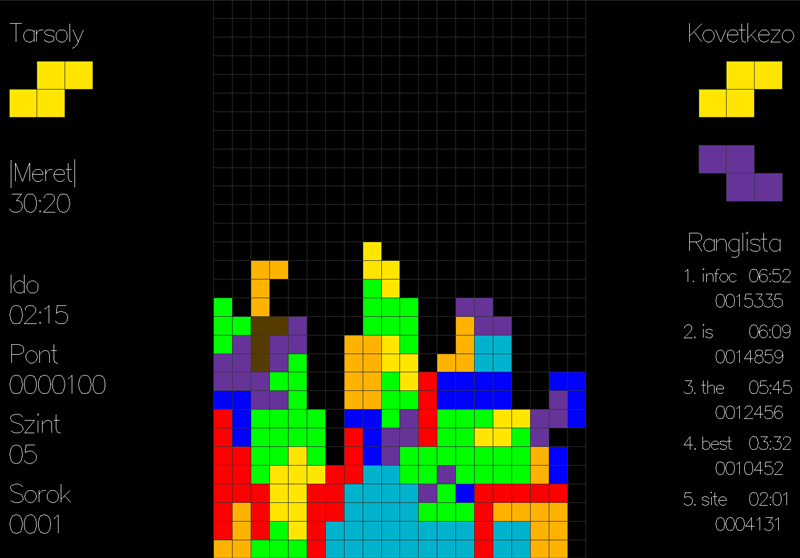 Tarsoly
|Meret|
30:20
Ido
02:15
Pont
0000100
Szint
05
Sorok
0001
Kovetkezo
Ranglista
1. infoc 06:52
0015335
2. is 06:09
0014859
3. the 05:45
0012456
4. best 03:32
0010452
5. site 02:01
0004131